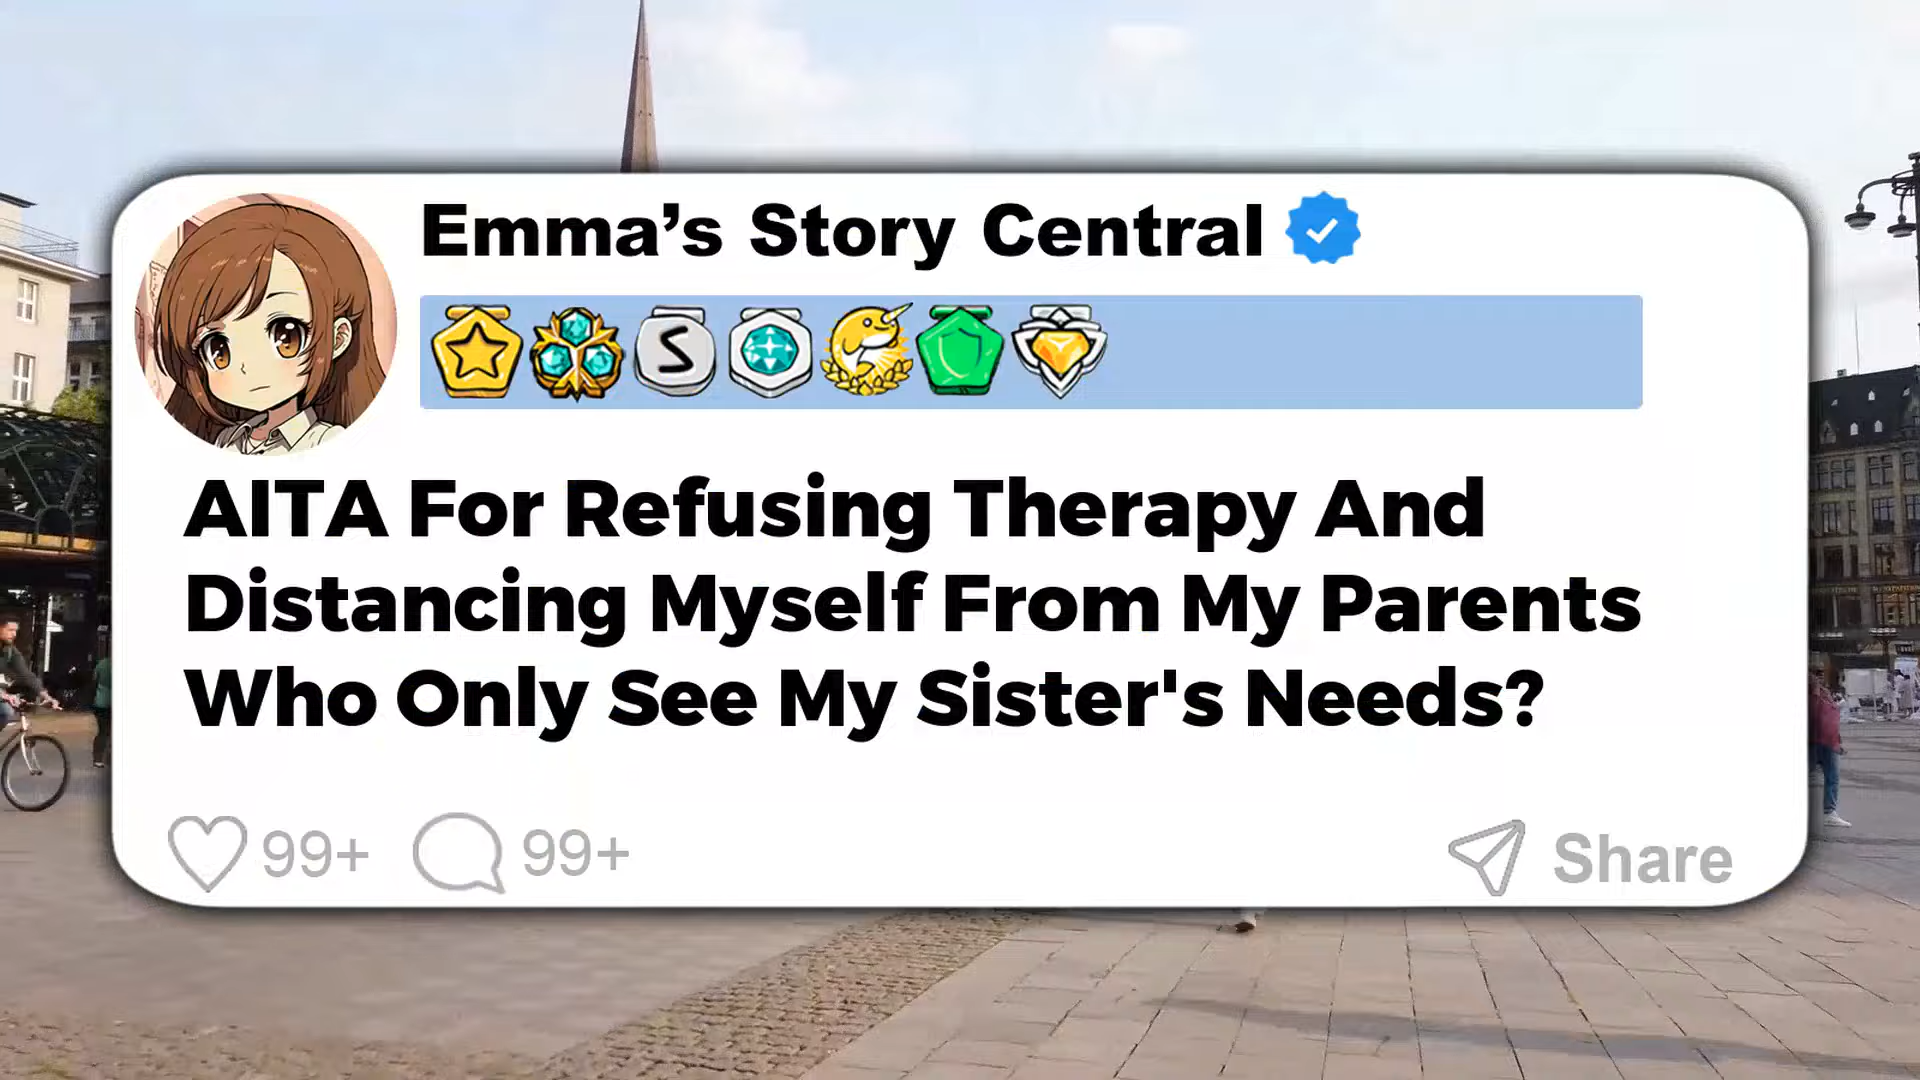 Emma’s Story Central
S
AITA For Refusing Therapy And
Distancing Myself From My Parents
Who Only See My Sister's Needs?
99+ 99+ Share